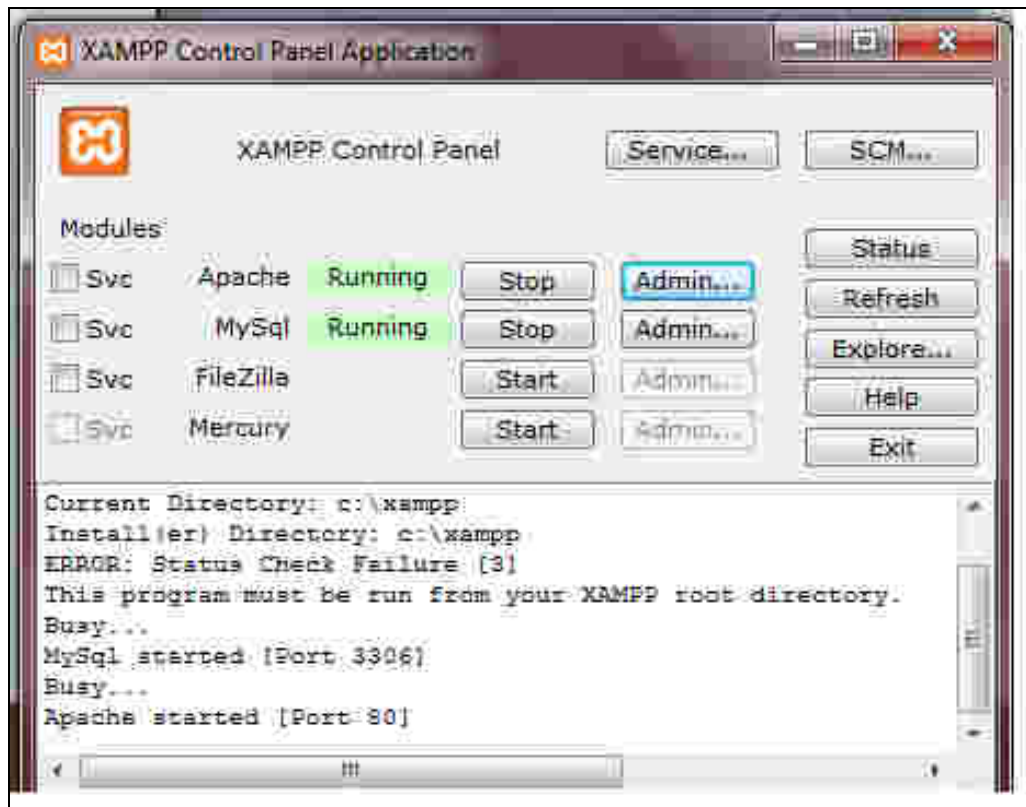 XAMPP Control Panel Application
XAMPP Control Panel Service... SCM...
Modules
Status
Svc Apache Running Stop Admin...
Refresh
Svc MySql Running Stop Admin...
Explore...
Svc FileZilla Start Admin...
Help
Svc Mercury Start Admin...
Exit
Current Directory: c:\xampp
Install(er) Directory: c:\xampp
ERROR: Status Check Failure [3]
This program must be run from your XAMPP root directory.
Busy...
MySql started [Port 3306]
Busy...
Apache started [Port 80]